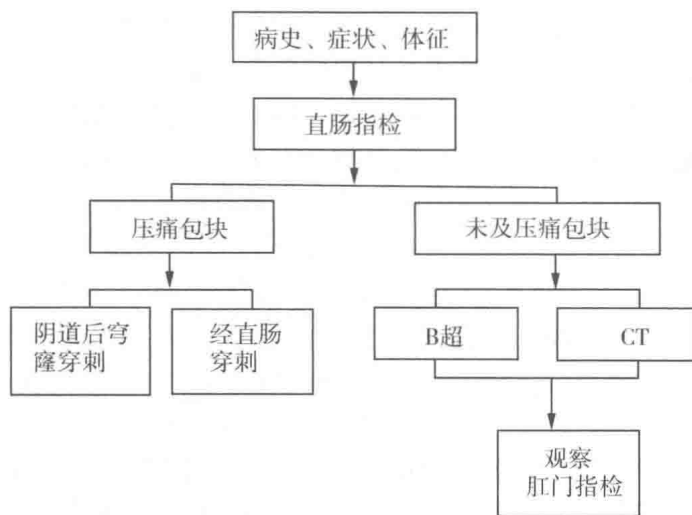 病史、症状、体征
直肠指检
压痛包块
未及压痛包块
阴道后穹
隆穿刺
经直肠
穿刺
B超
CT
观察
肛门指检